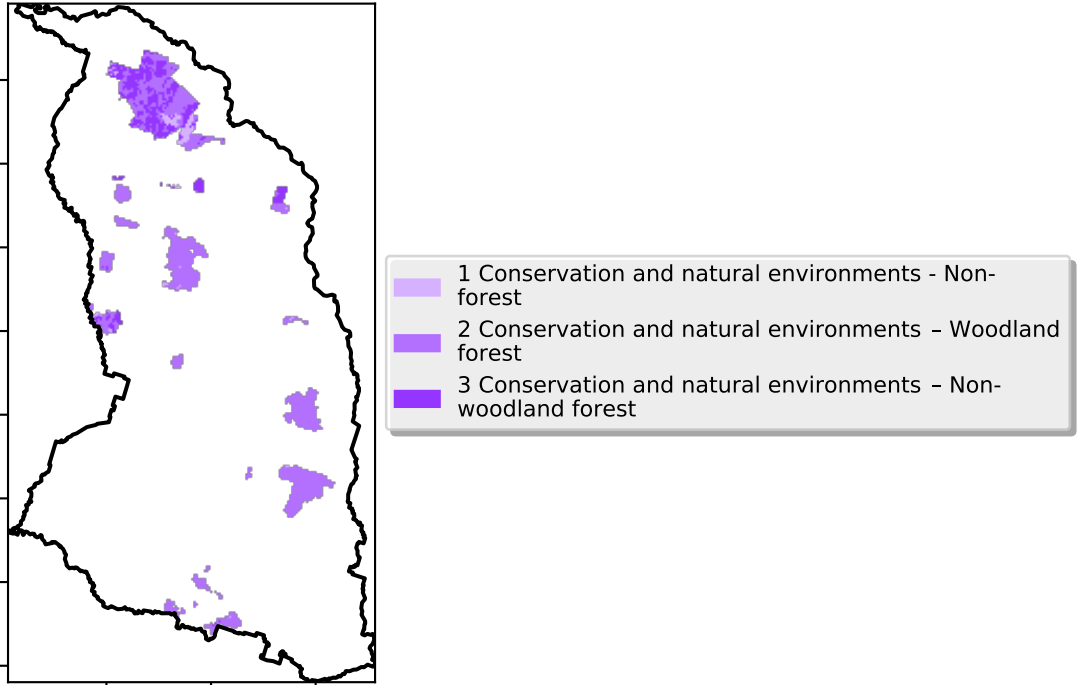 1 Conservation and natural environments - Non-
forest
2 Conservation and natural environments – Woodland
forest
3 Conservation and natural environments – Non-
woodland forest